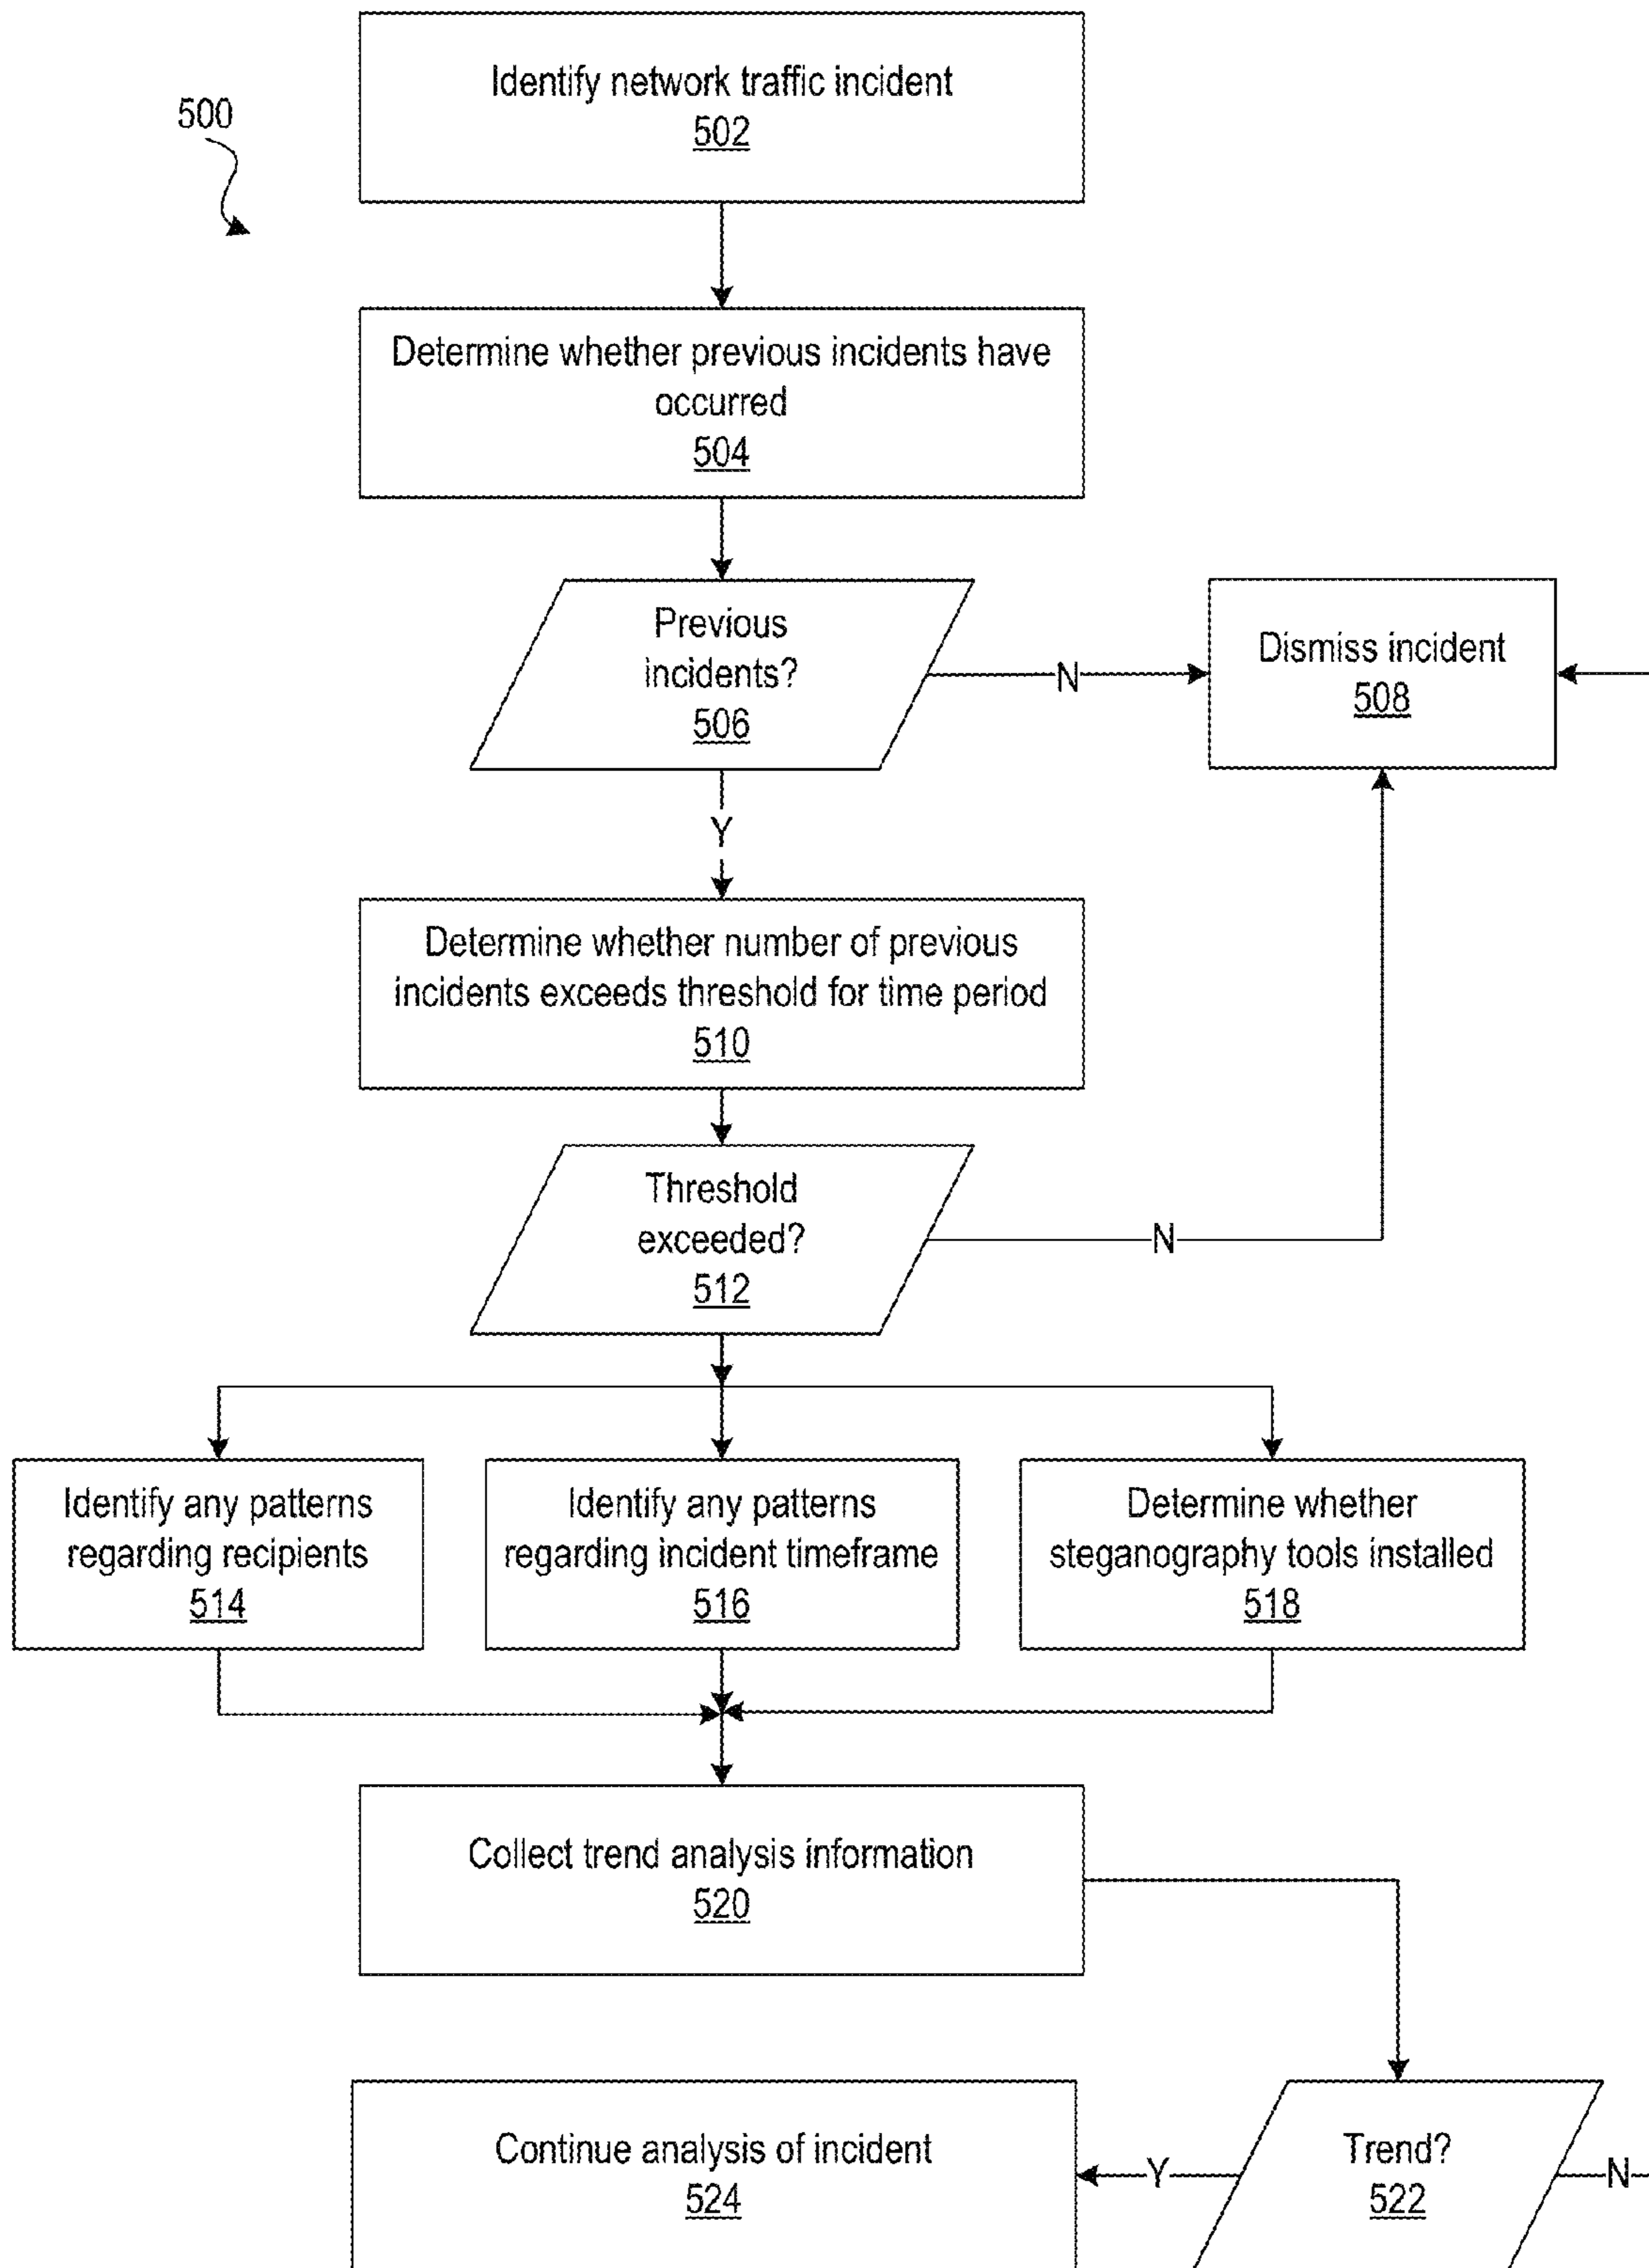 Identify network traffic incident
502
500
Determine whether previous incidents have
occurred
504
Previous
incidents?
506
N
Dismiss incident
508
Y
Determine whether number of previous
incidents exceeds threshold for time period
510
Threshold
exceeded?
512
N
Identify any patterns
regarding recipients
514
Identify any patterns
regarding incident timeframe
516
Determine whether
steganography tools installed
518
Collect trend analysis information
520
Continue analysis of incident
524
Y
Trend?
522
N